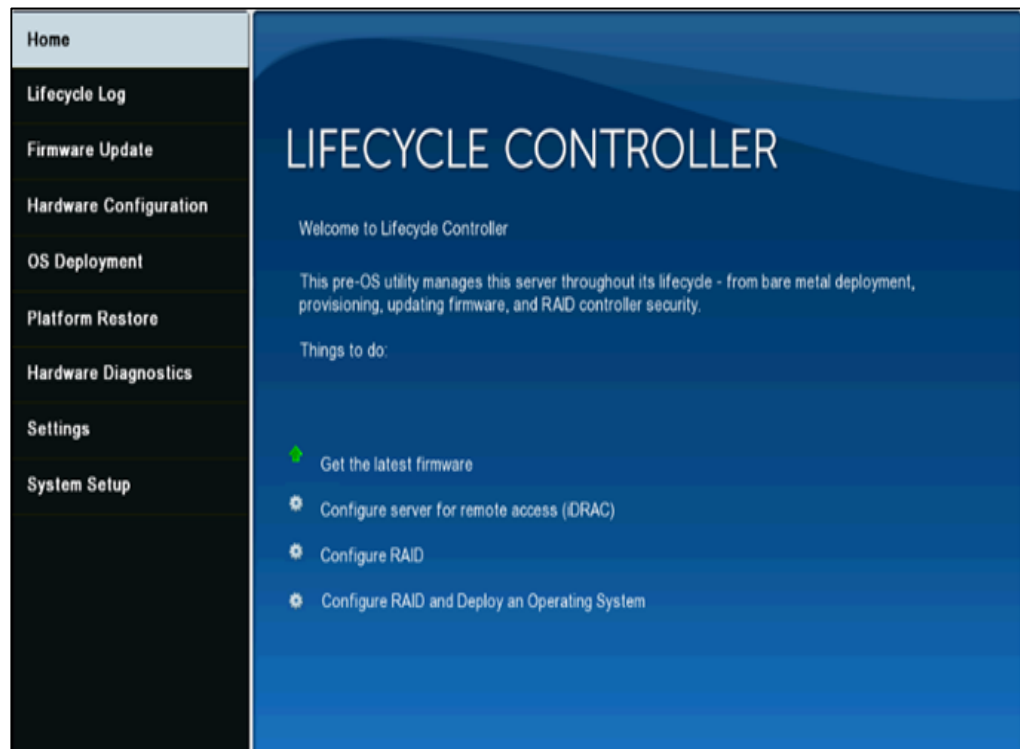 Home
Lifecycle Log
Firmware Update
Hardware Configuration
OS Deployment
Platform Restore
Hardware Diagnostics
Settings
System Setup
LIFECYCLE CONTROLLER
Welcome to Lifecycle Controller
This pre-OS utility manages this server throughout its lifecycle - from bare metal deployment,
provisioning, updating firmware, and RAID controller security.
Things to do:
Get the latest firmware
Configure server for remote access (iDRAC)
Configure RAID
Configure RAID and Deploy an Operating System